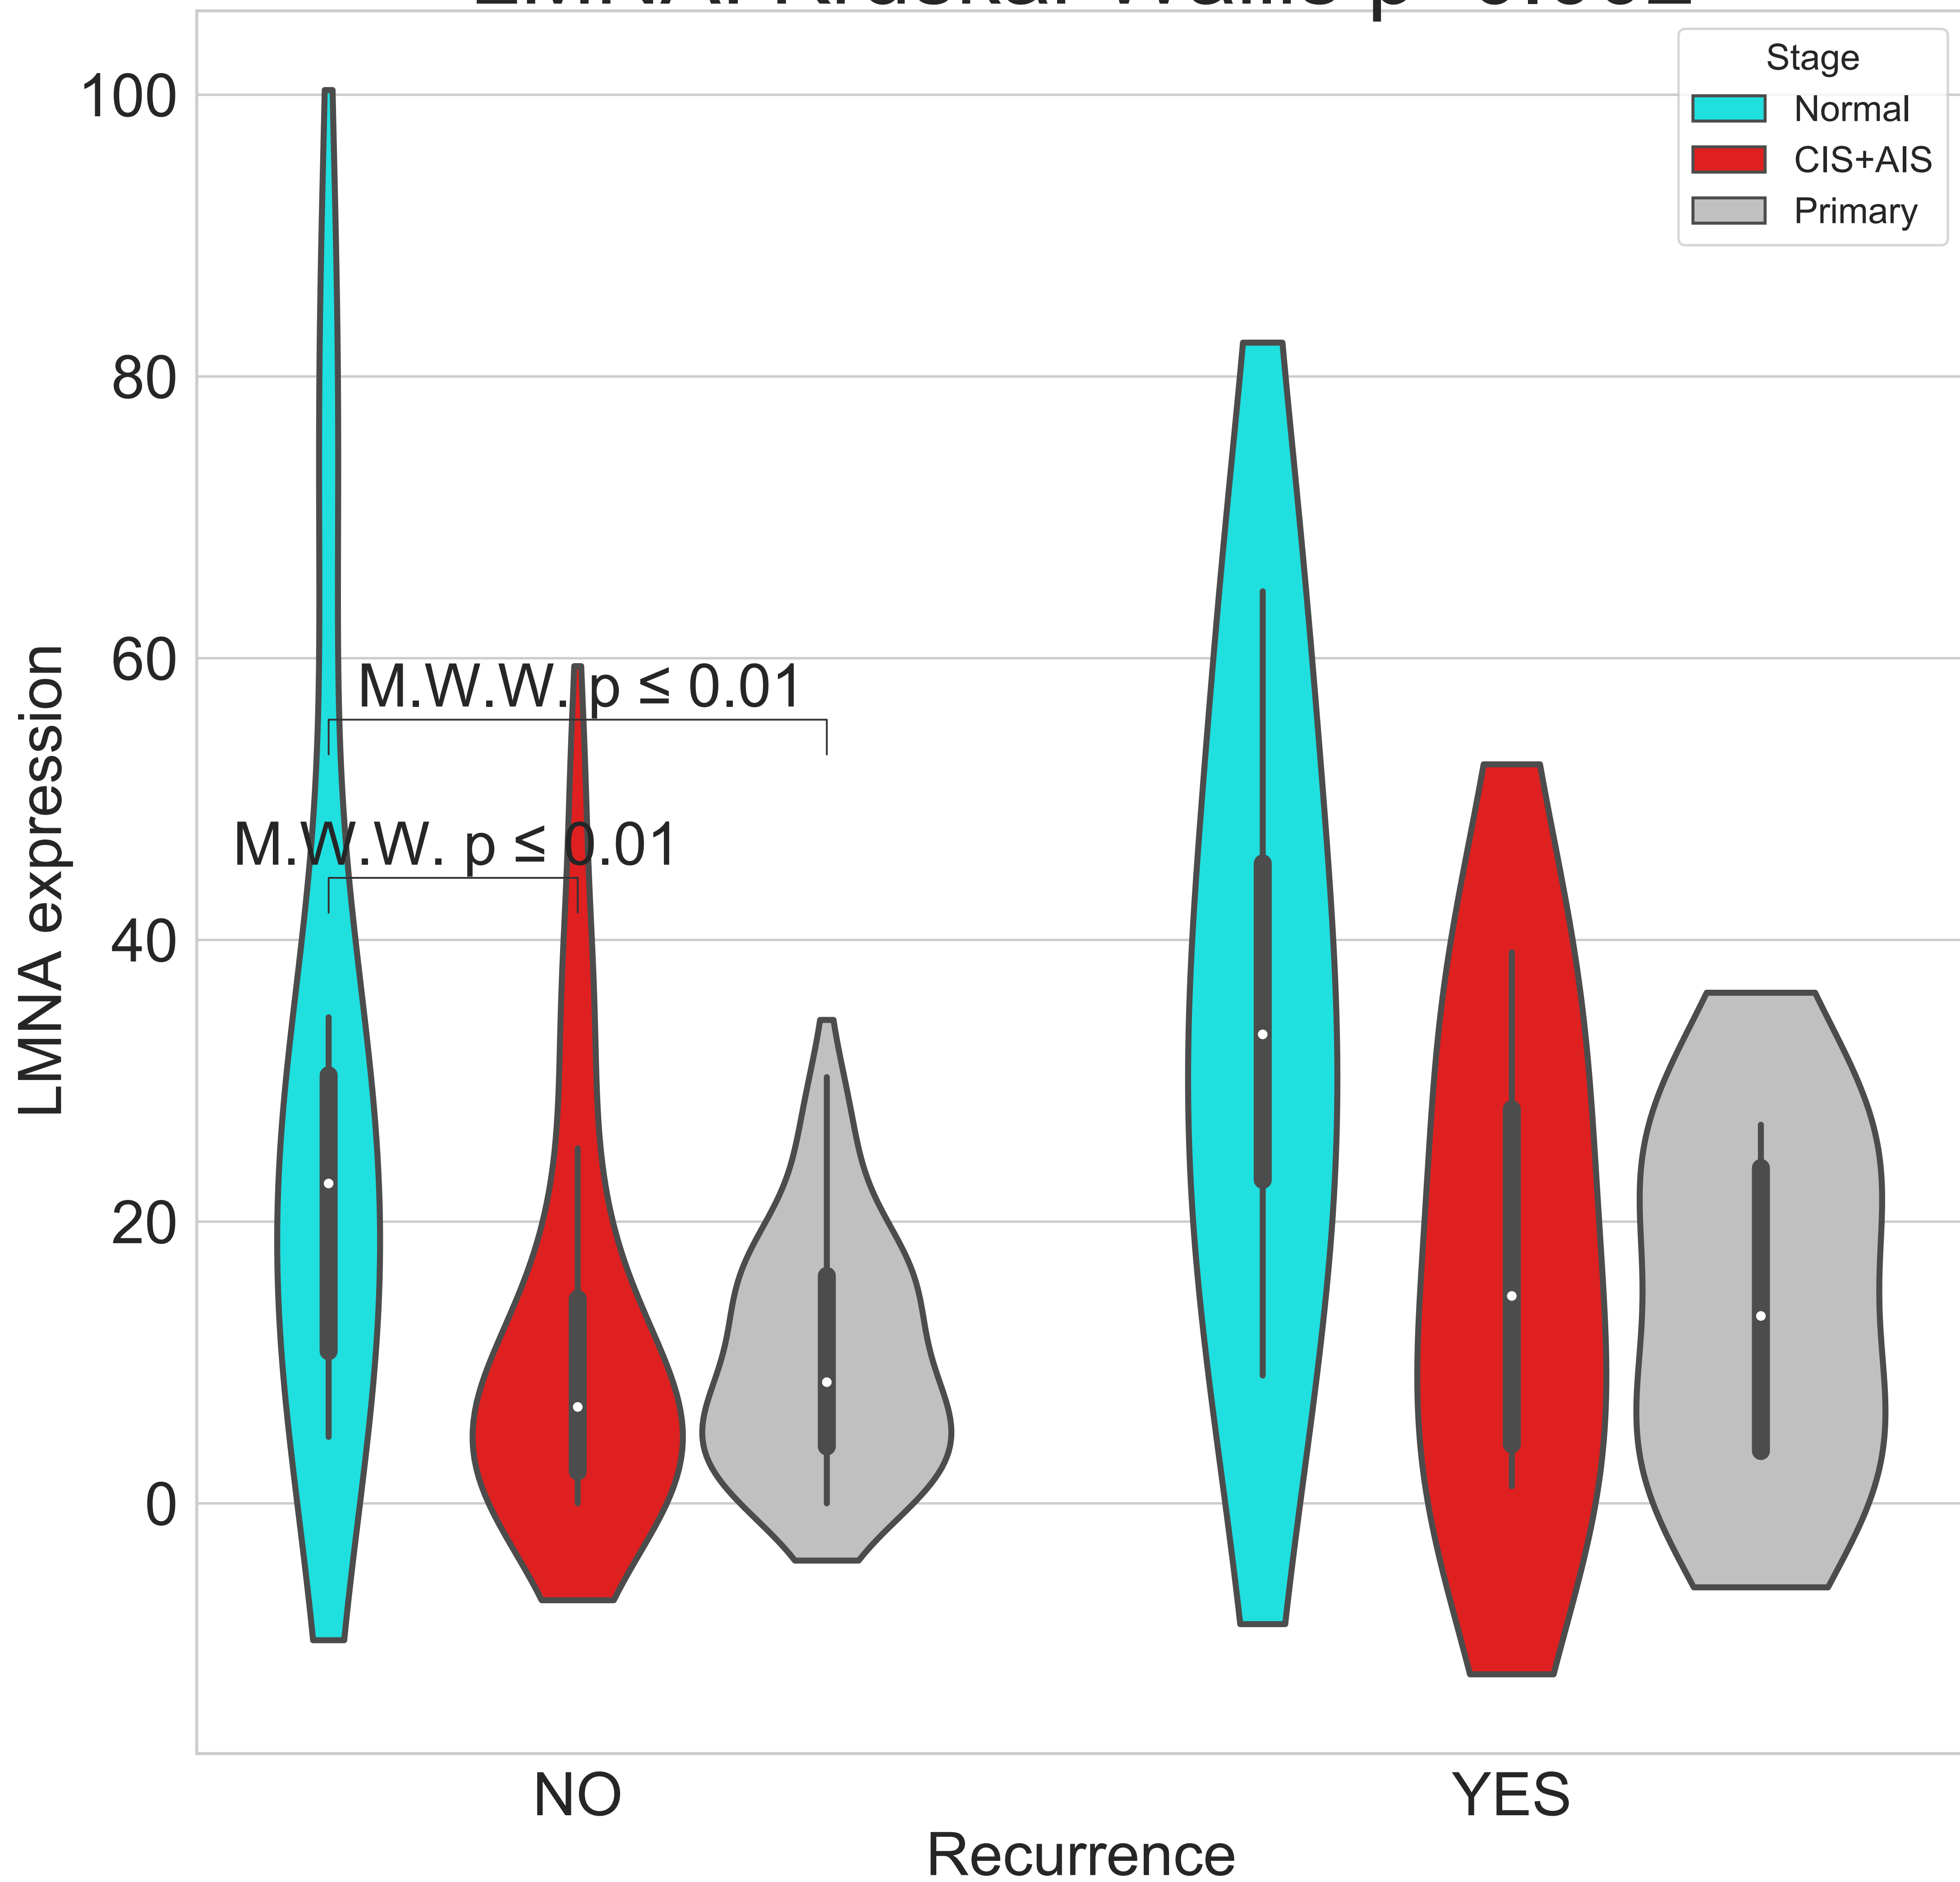 Stage
Normal
CIS+AIS
Primary
100
80
60
40
20
0
LMNA expression
M.W.W. p ≤ 0.01
M.W.W. p ≤ 0.01
NO
YES
Recurrence